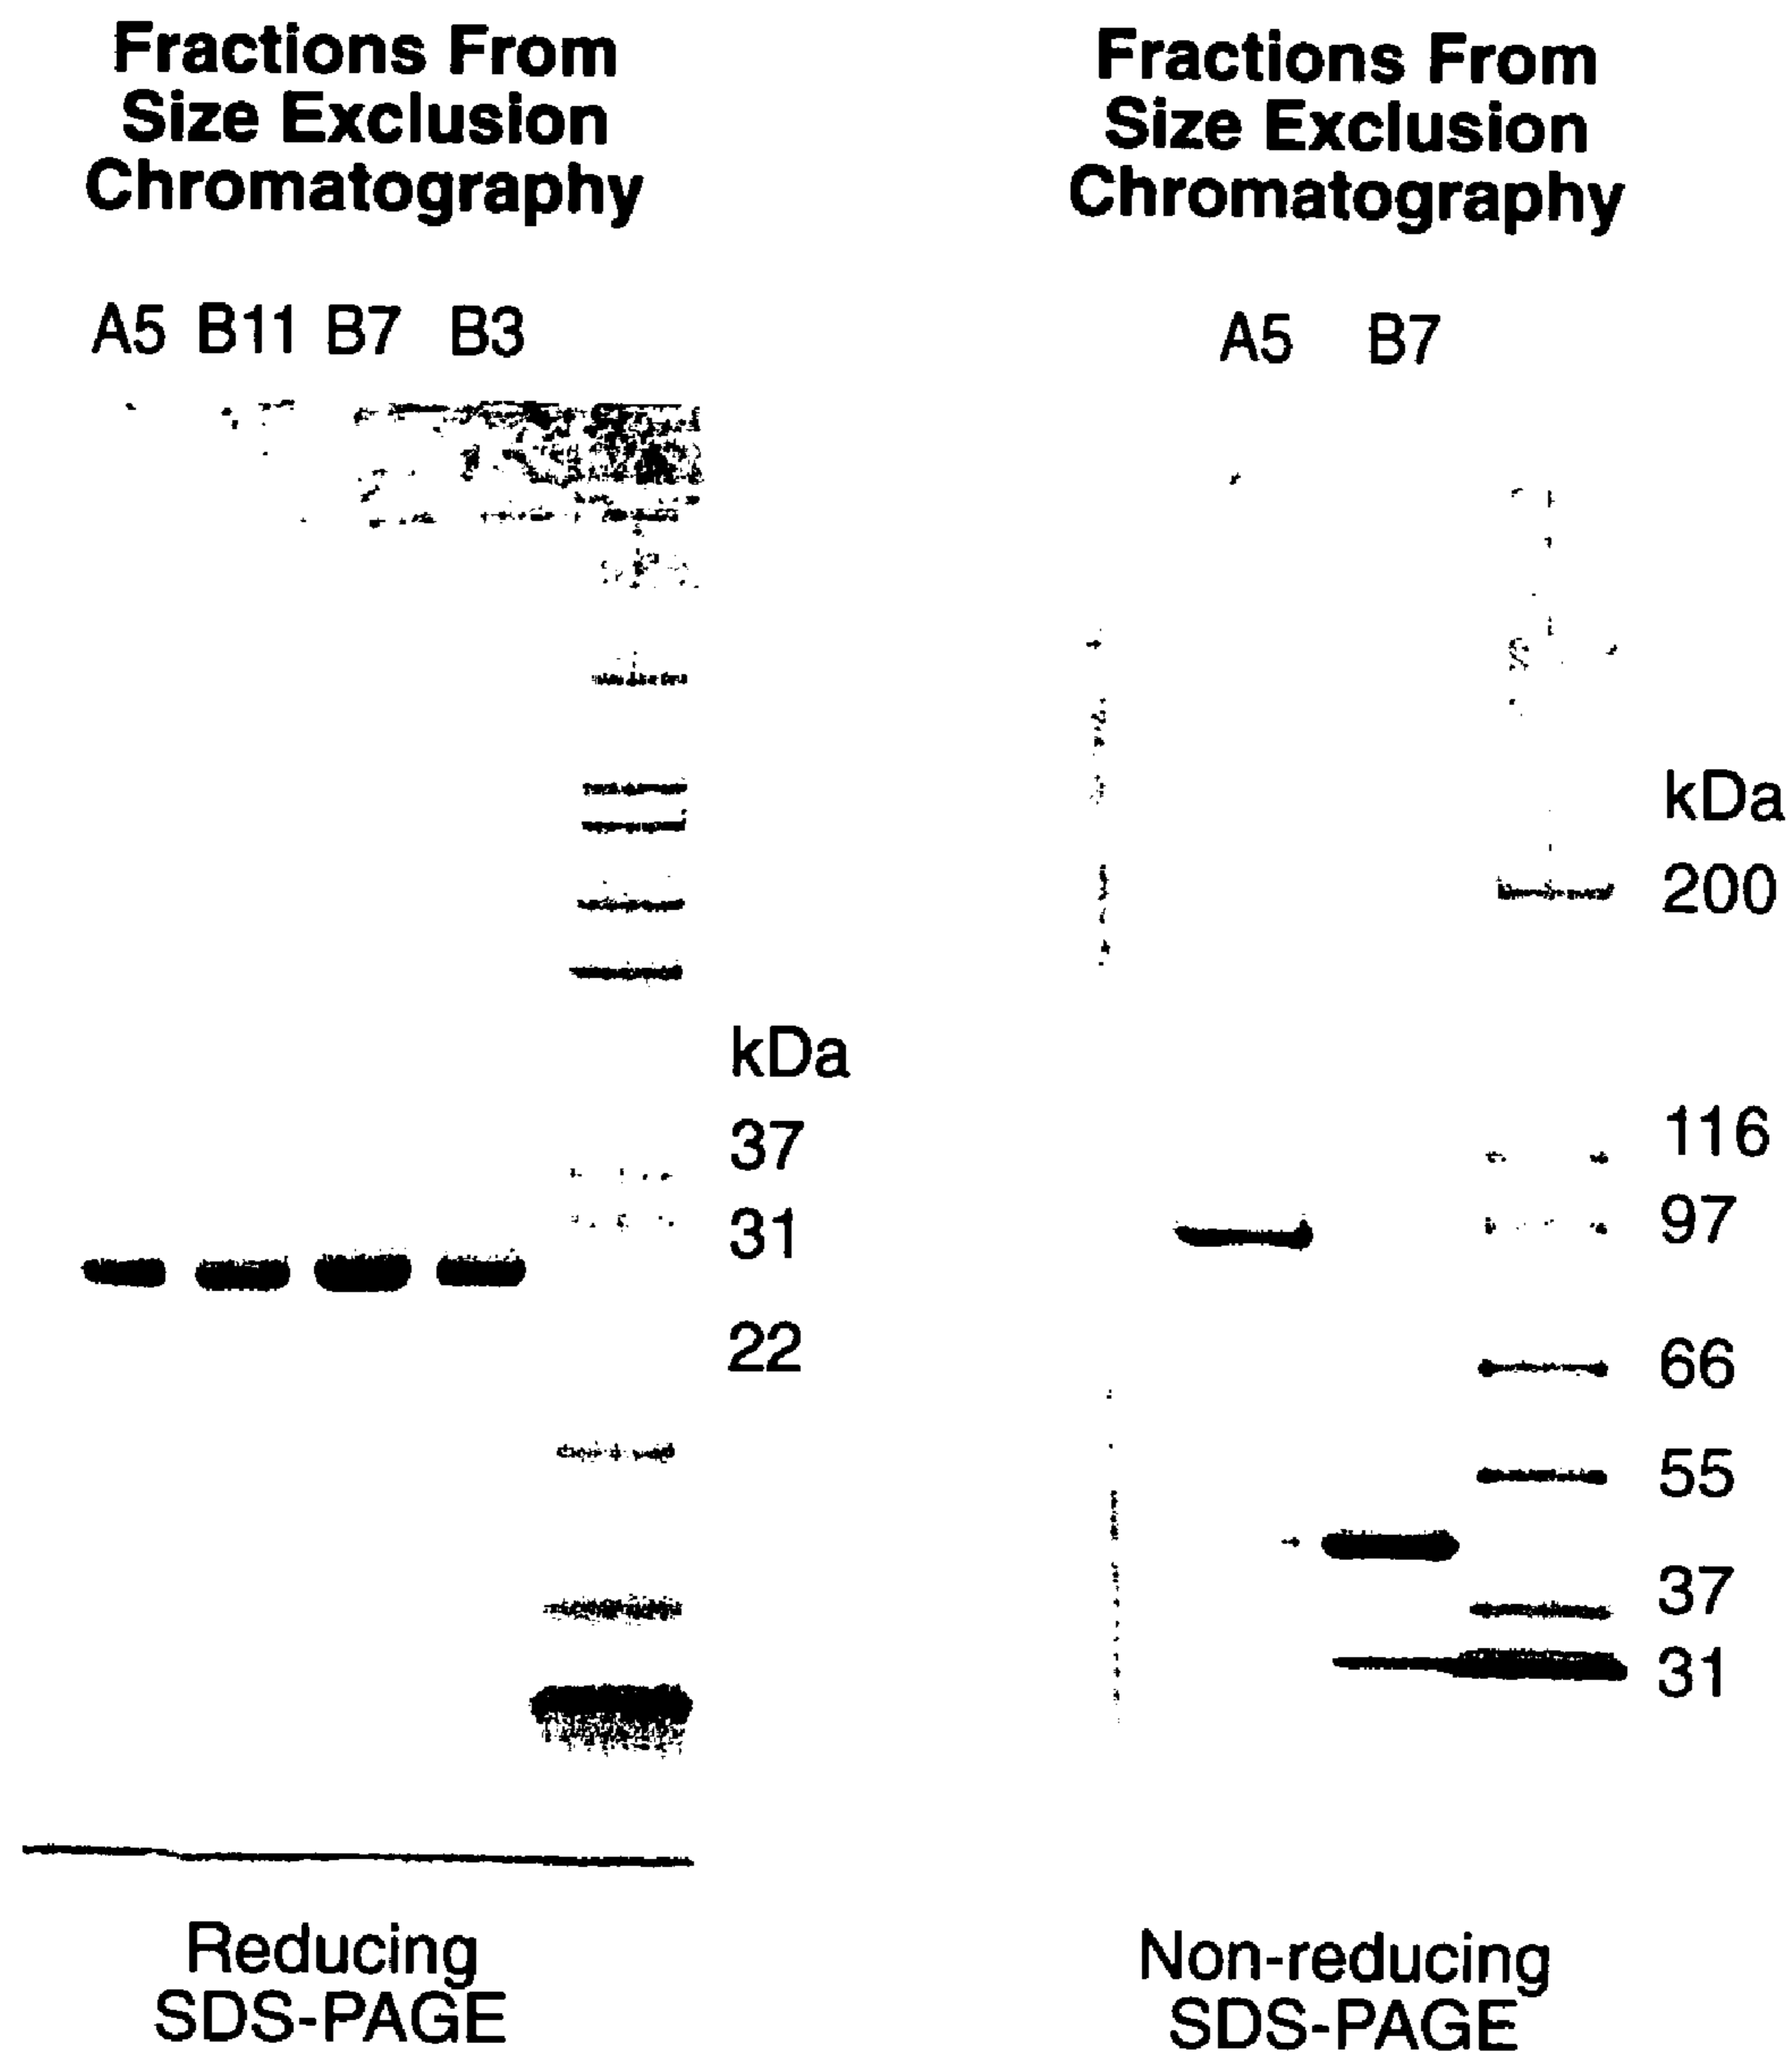 Fractions From
Size Exclusion
Chromatography
A5 B11 B7 B3
kDa
37
31
22
Reducing
SDS-PAGE
Fractions From
Size Exclusion
Chromatography
A5 B7
kDa
200
116
97
66
55
37
31
Non-reducing
SDS-PAGE